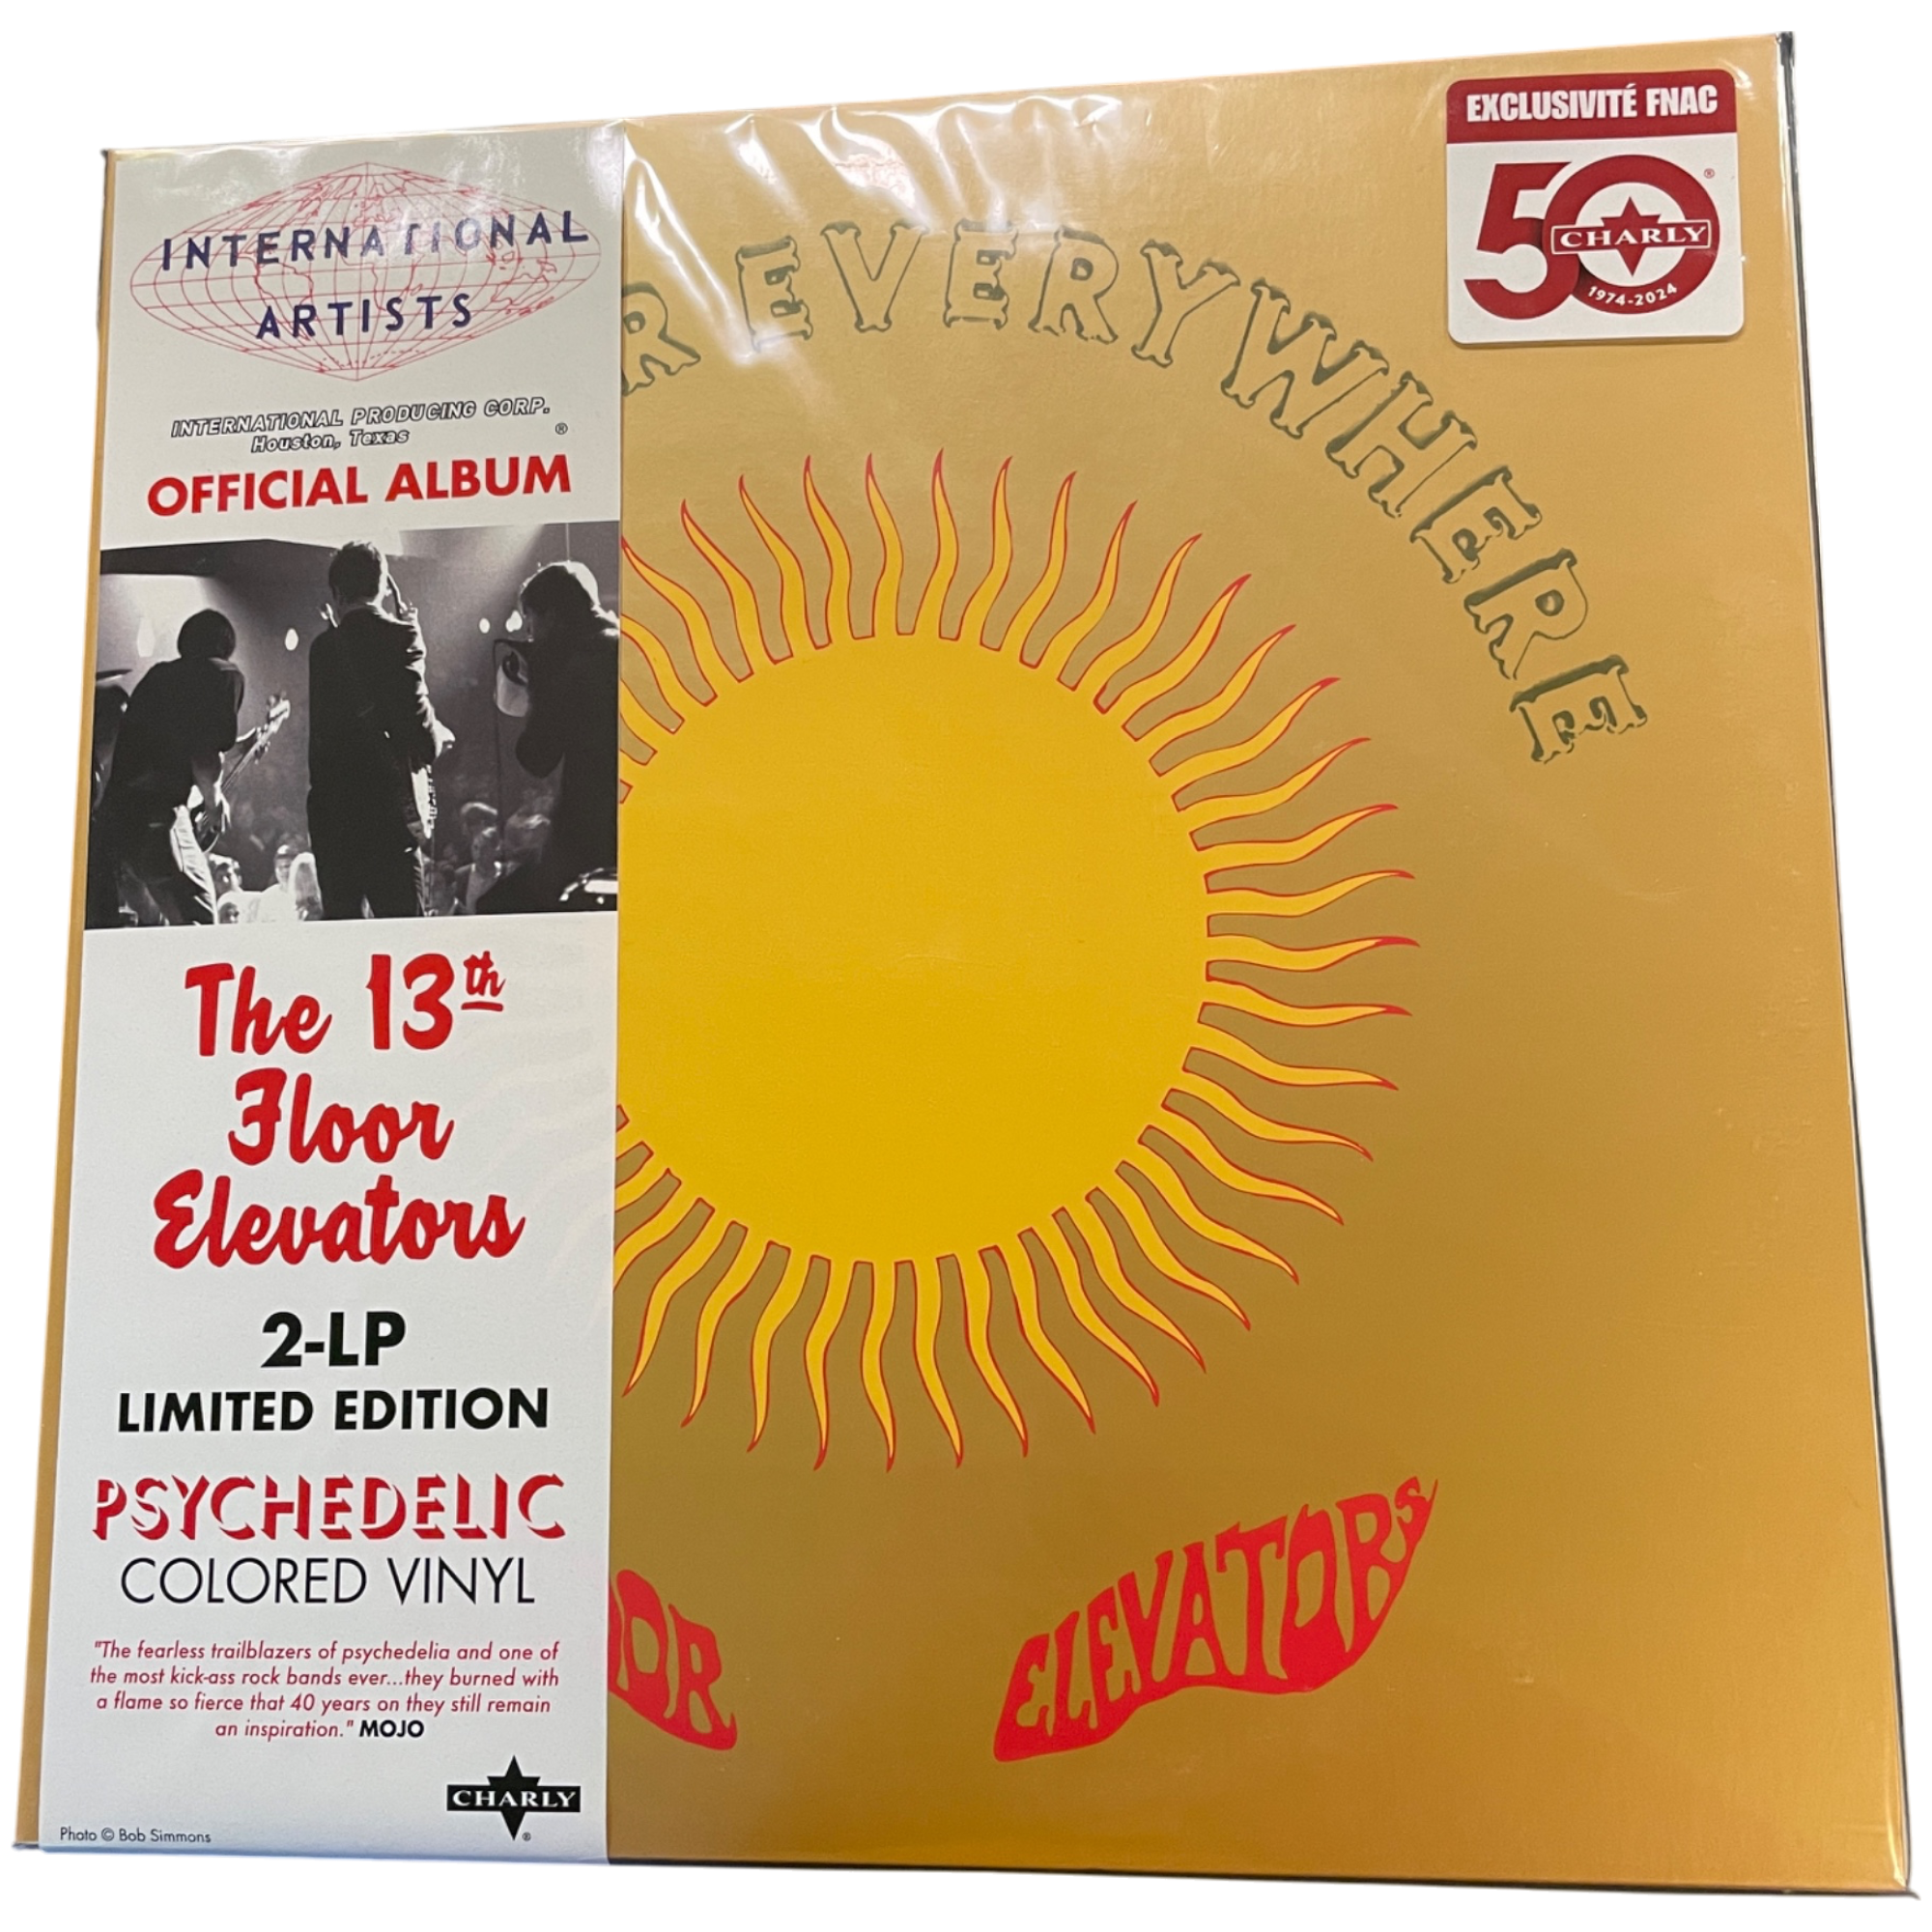 INTERNATIONAL
ARTISTS
INTERNATIONAL PRODUCING CORP.
Houston, Texas ®
OFFICIAL ALBUM
The 13th
Floor
Elevators
2-LP
LIMITED EDITION
PSYCHEDELIC
COLORED VINYL
"The fearless trailblazers of psychedelia and one of
the most kick-ass rock bands ever...they burned with
a flame so fierce that 40 years on they still remain
an inspiration." MOJO
CHARLY ®
Photo © Bob Simmons
R EVERYWHERE
OOR ELEVATORS
EXCLUSIVITÉ FNAC
50 ®
CHARLY
1974-2024